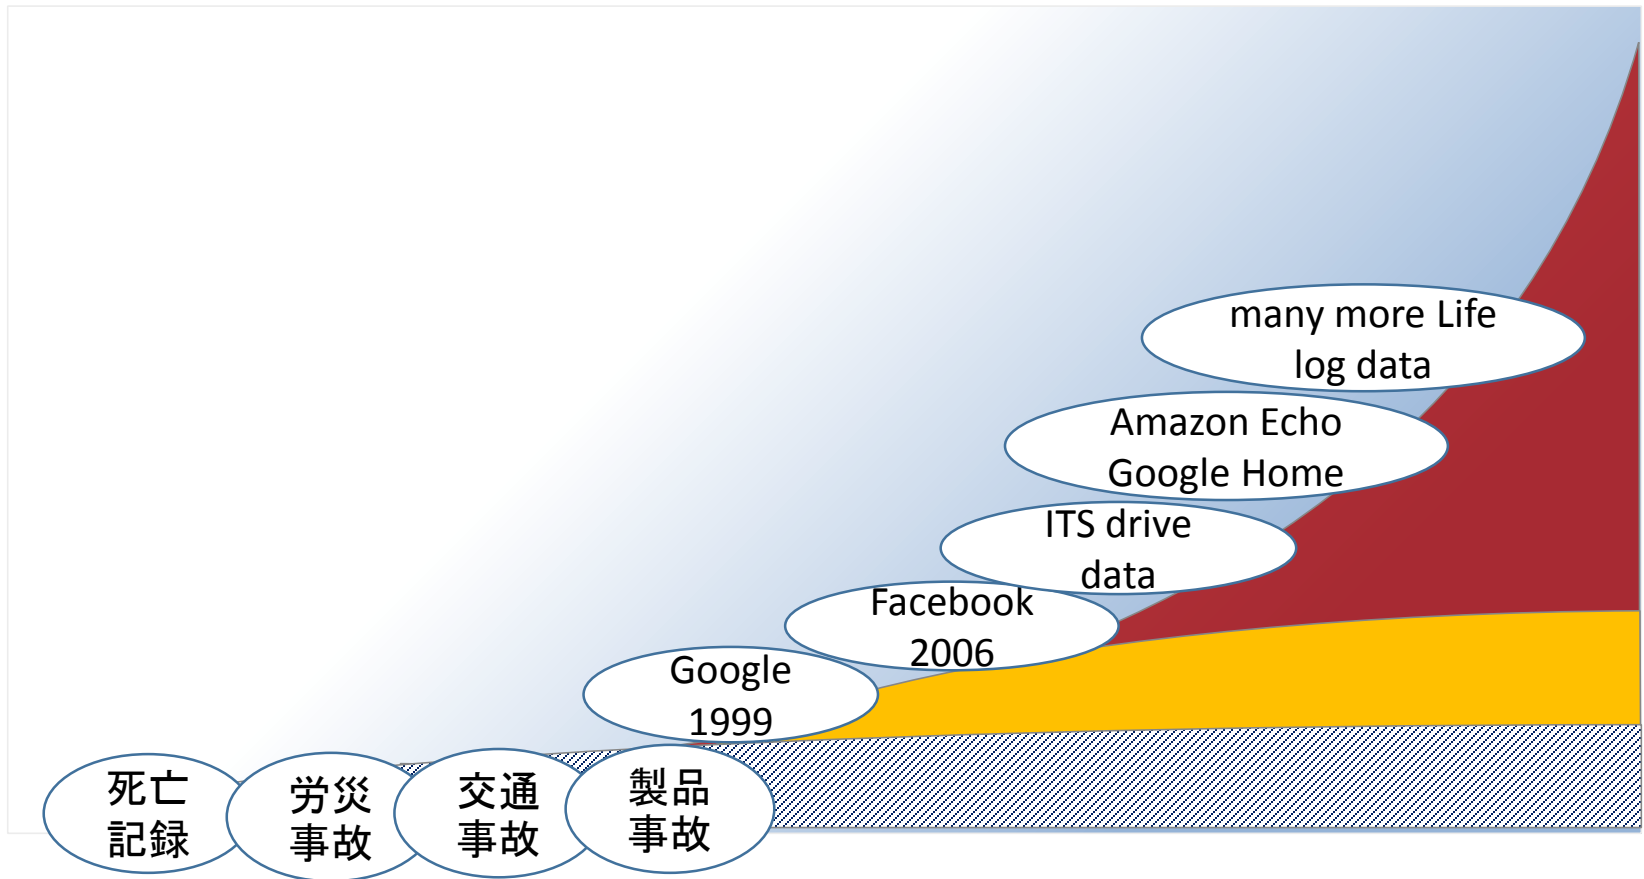 many more Life
log data
Amazon Echo
Google Home
ITS drive
data
Facebook
2006
Google
1999
死亡
記録
労災
事故
交通
事故
製品
事故